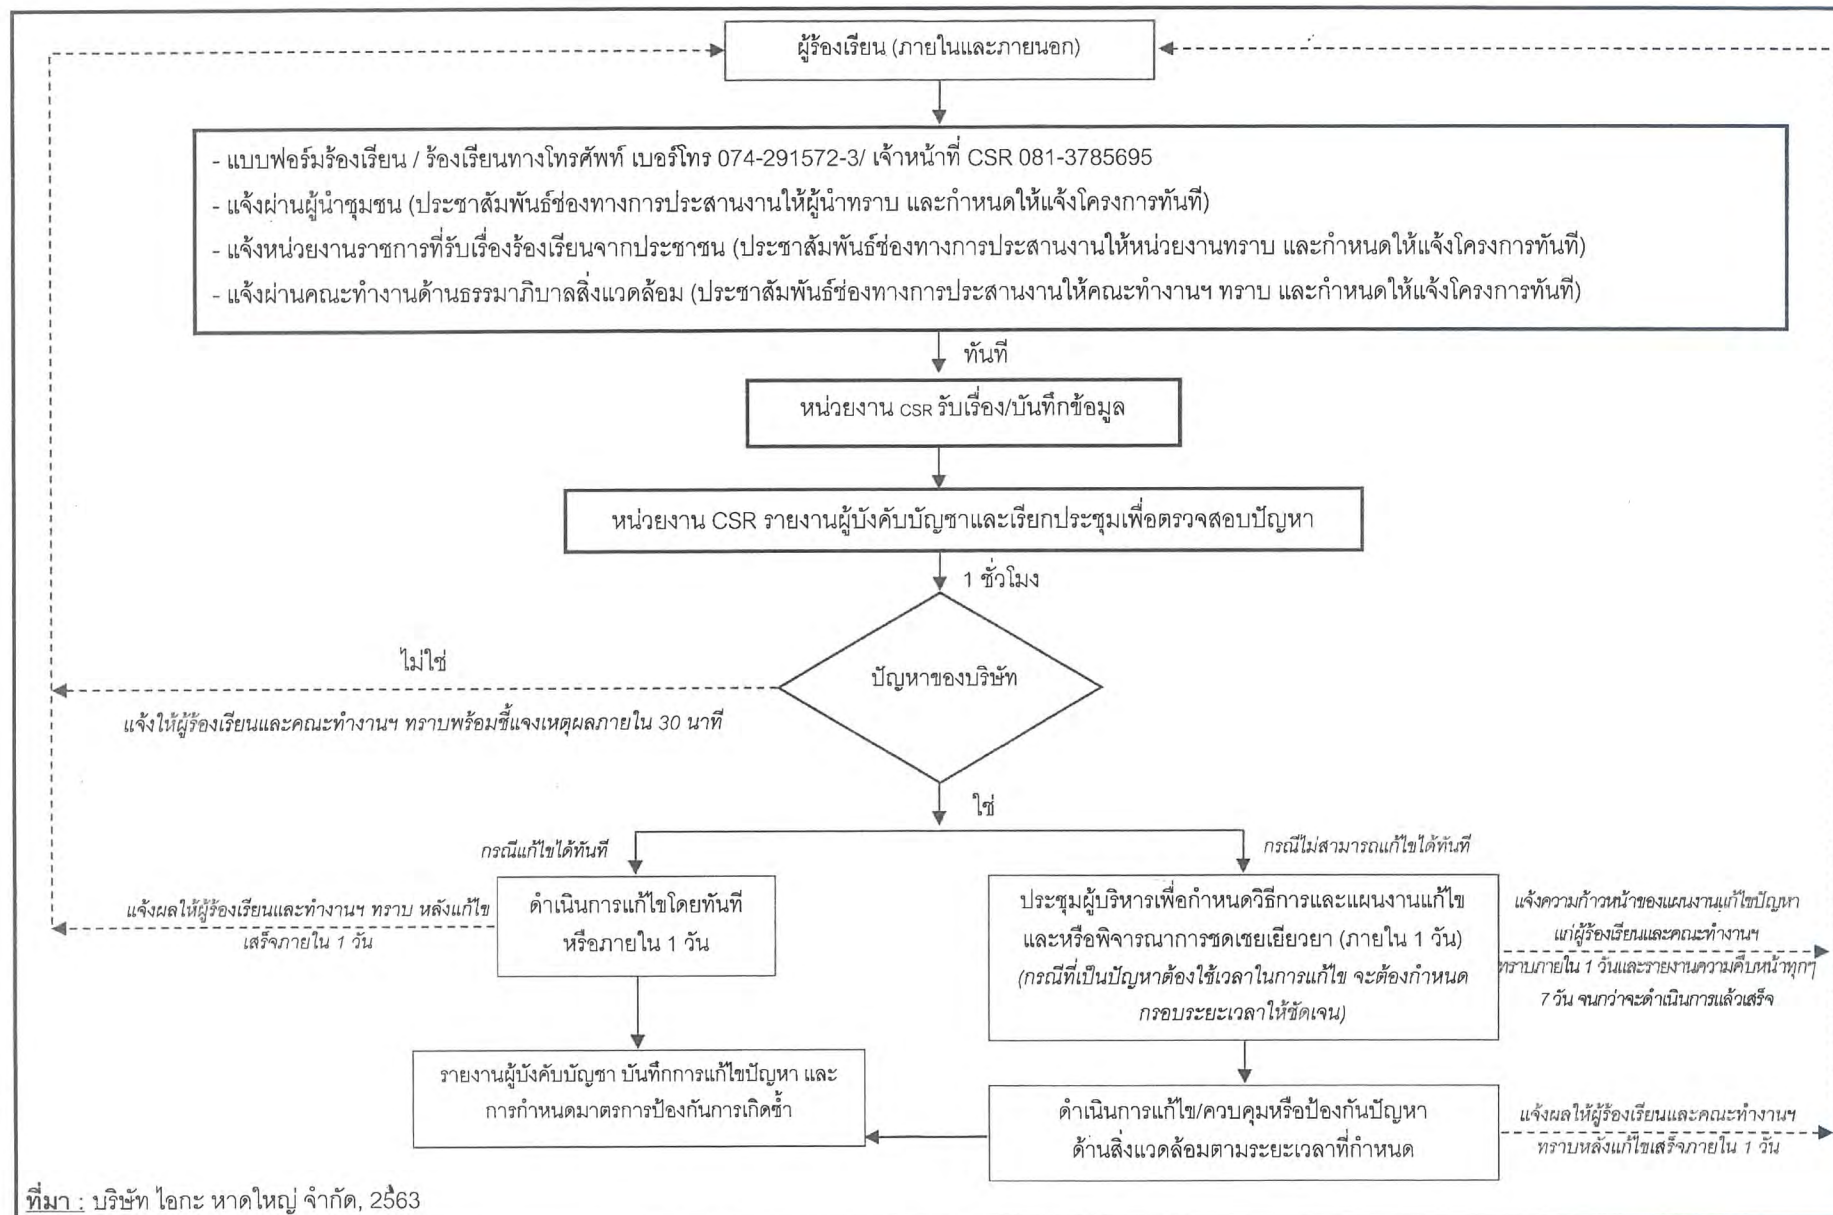 ผู้ร้องเรียน (ภายในและภายนอก)
- แบบฟอร์มร้องเรียน / ร้องเรียนทางโทรศัพท์ เบอร์โทร 074-291572-3/ เจ้าหน้าที่ CSR 081-3785695
- แจ้งผ่านผู้นำชุมชน (ประชาสัมพันธ์ช่องทางการประสานงานให้ผู้นำทราบ และกำหนดให้แจ้งโครงการทันที)
- แจ้งหน่วยงานราชการที่รับเรื่องร้องเรียนจากประชาชน (ประชาสัมพันธ์ช่องทางการประสานงานให้หน่วยงานทราบ และกำหนดให้แจ้งโครงการทันที)
- แจ้งผ่านคณะทำงานด้านธรรมาภิบาลสิ่งแวดล้อม (ประชาสัมพันธ์ช่องทางการประสานงานให้คณะทำงานฯ ทราบ และกำหนดให้แจ้งโครงการทันที)
ทันที
หน่วยงาน CSR รับเรื่อง/บันทึกข้อมูล
หน่วยงาน CSR รายงานผู้บังคับบัญชาและเรียกประชุมเพื่อตรวจสอบปัญหา
1 ชั่วโมง
ไม่ใช่
ปัญหาของบริษัท
แจ้งให้ผู้ร้องเรียนและคณะทำงานฯ ทราบพร้อมชี้แจงเหตุผลภายใน 30 นาที
ใช่
กรณีแก้ไขได้ทันที
กรณีไม่สามารถแก้ไขได้ทันที
แจ้งผลให้ผู้ร้องเรียนและทำงานฯ ทราบ หลังแก้ไข
เสร็จภายใน 1 วัน
ดำเนินการแก้ไขโดยทันที
หรือภายใน 1 วัน
ประชุมผู้บริหารเพื่อกำหนดวิธีการและแผนงานแก้ไข
และหรือพิจารณาการชดเชยเยียวยา (ภายใน 1 วัน)
(กรณีที่เป็นปัญหาต้องใช้เวลาในการแก้ไข จะต้องกำหนด
กรอบระยะเวลาให้ชัดเจน)
แจ้งความก้าวหน้าของแผนงานแก้ไขปัญหา
แก่ผู้ร้องเรียนและคณะทำงานฯ
ทราบภายใน 1 วันและรายงานความคืบหน้าทุกๆ
7 วัน จนกว่าจะดำเนินการแล้วเสร็จ
รายงานผู้บังคับบัญชา บันทึกการแก้ไขปัญหา และ
การกำหนดมาตรการป้องกันการเกิดซ้ำ
ดำเนินการแก้ไข/ควบคุมหรือป้องกันปัญหา
ด้านสิ่งแวดล้อมตามระยะเวลาที่กำหนด
แจ้งผลให้ผู้ร้องเรียนและคณะทำงานฯ
ทราบหลังแก้ไขเสร็จภายใน 1 วัน
ที่มา : บริษัท ไอกะ หาดใหญ่ จำกัด, 2563